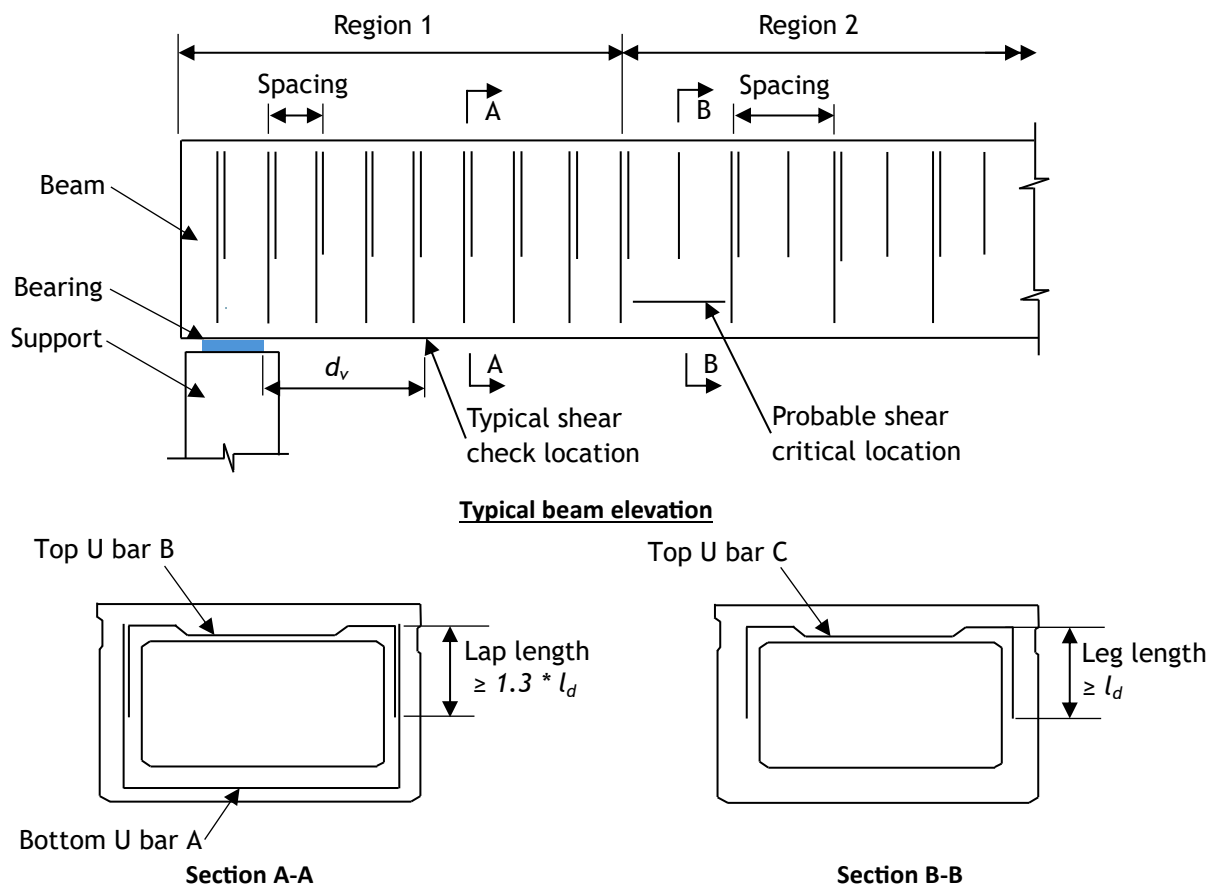 Region 1
Region 2
Spacing
A
B
Spacing
Beam
Bearing
Support
d_v
A
A
B
B
Typical shear
check location
Probable shear
critical location
Typical beam elevation
Top U bar B
Top U bar C
Lap length
≥ 1.3 * l_d
Leg length
≥ l_d
Bottom U bar A
Section A-A
Section B-B